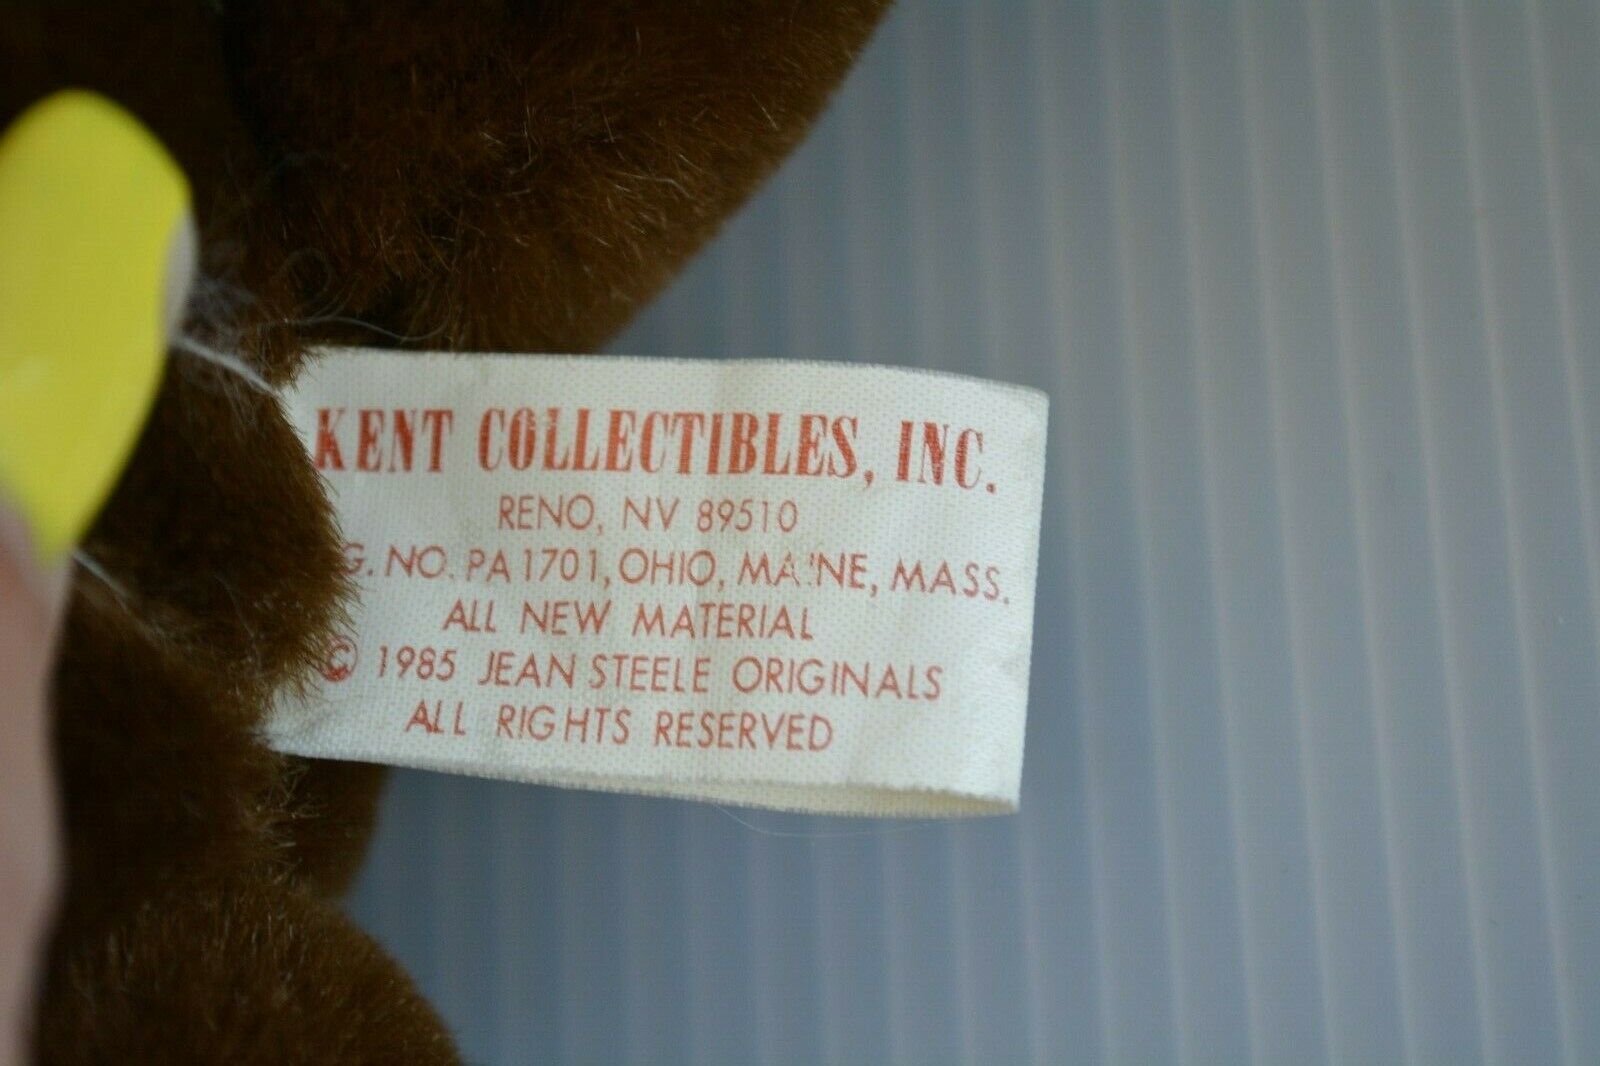 KENT COLLECTIBLES, INC.
RENO, NV 89510
G. NO. PA 1701, OHIO, MAINE, MASS.
ALL NEW MATERIAL
© 1985 JEAN STEELE ORIGINALS
ALL RIGHTS RESERVED